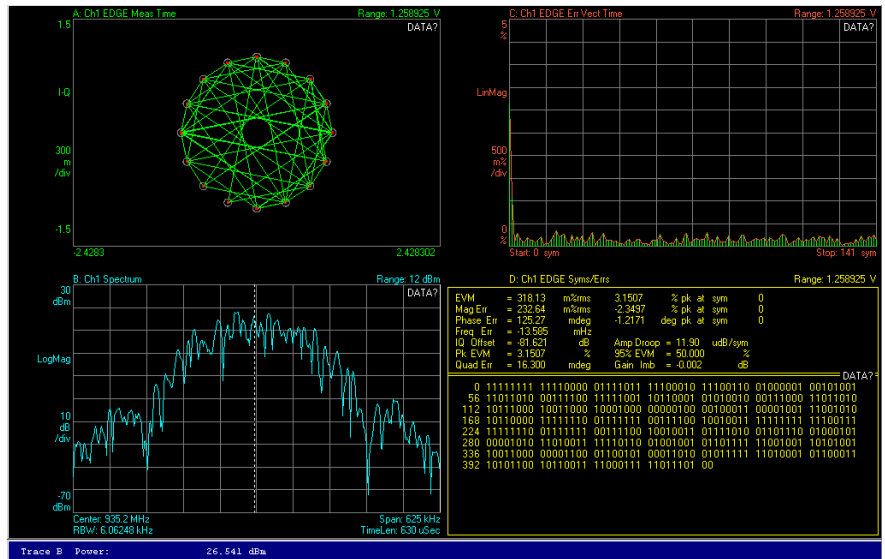 A: Ch1 EDGE Meas Time Range: 1.258925 V
1.5
DATA?
I-Q
300
m
/div
-1.5
-2.4283 2.428302
C: Ch1 EDGE Err Vect Time Range: 1.258925 V
5
%
DATA?
LinMag
500
m%
/div
0
%
Start: 0 sym Stop: 141 sym
B: Ch1 Spectrum Range: 12 dBm
30
dBm
DATA?
LogMag
10
dB
/div
-70
dBm
Center: 935.2 MHz Span: 625 kHz
RBW: 6.06248 kHz TimeLen: 630 uSec
D: Ch1 EDGE Syms/Errs Range: 1.258925 V
EVM = 318.13 m%rms 3.1507 % pk at sym 0
Mag Err = 232.64 m%rms -2.3497 % pk at sym 0
Phase Err = 125.27 mdeg -1.2171 deg pk at sym 0
Freq Err = -13.585 mHz
IQ Offset = -81.621 dB Amp Droop = 11.90 udB/sym
Pk EVM = 3.1507 % 95% EVM = 50.000 %
Quad Err = 16.300 mdeg Gain Imb = -0.002 dB
DATA?
0 11111111 11110000 01111011 11100010 11100110 01000001 00101001
56 11011010 00111100 11111001 10110001 01010010 00111000 11011010
112 10111000 10011000 10001000 00000100 00100011 00001001 11001010
168 10110000 11111110 01111111 00111100 10010011 11111111 11100111
224 11111110 01111111 00111100 10010011 01111010 01101110 01000101
280 00001010 11010011 11110110 01001001 01101111 11001001 10101001
336 10011000 00001100 01100101 00011010 01011111 11010001 01100011
392 10101100 10110011 11000111 11011101 00
Trace B Power: 26.541 dBm